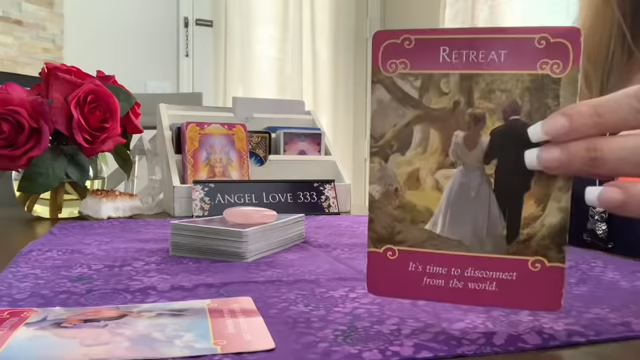 RETREAT
ANGEL LOVE 333
It's time to disconnect
from the world.